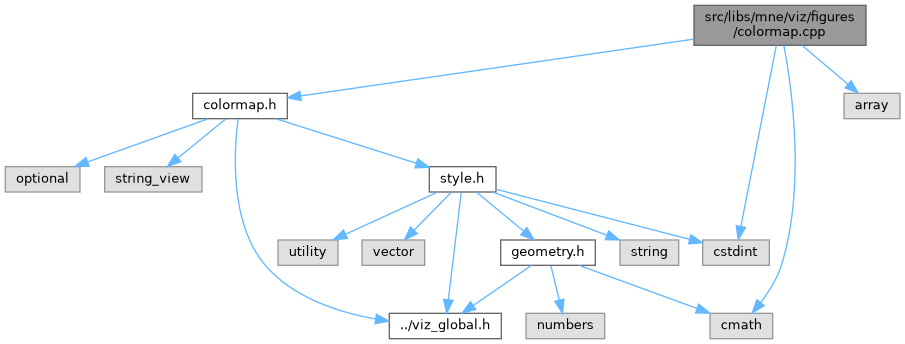 src/libs/mne/viz/figures
/colormap.cpp
colormap.h
array
optional
string_view
style.h
utility
vector
geometry.h
string
cstdint
../viz_global.h
numbers
cmath